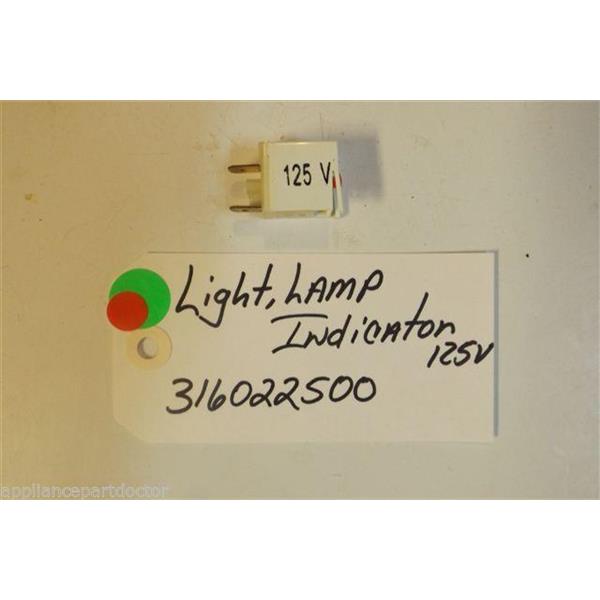 125 V
Light, LAMP
Indicator
125V
316022500
appliancepartdoctor